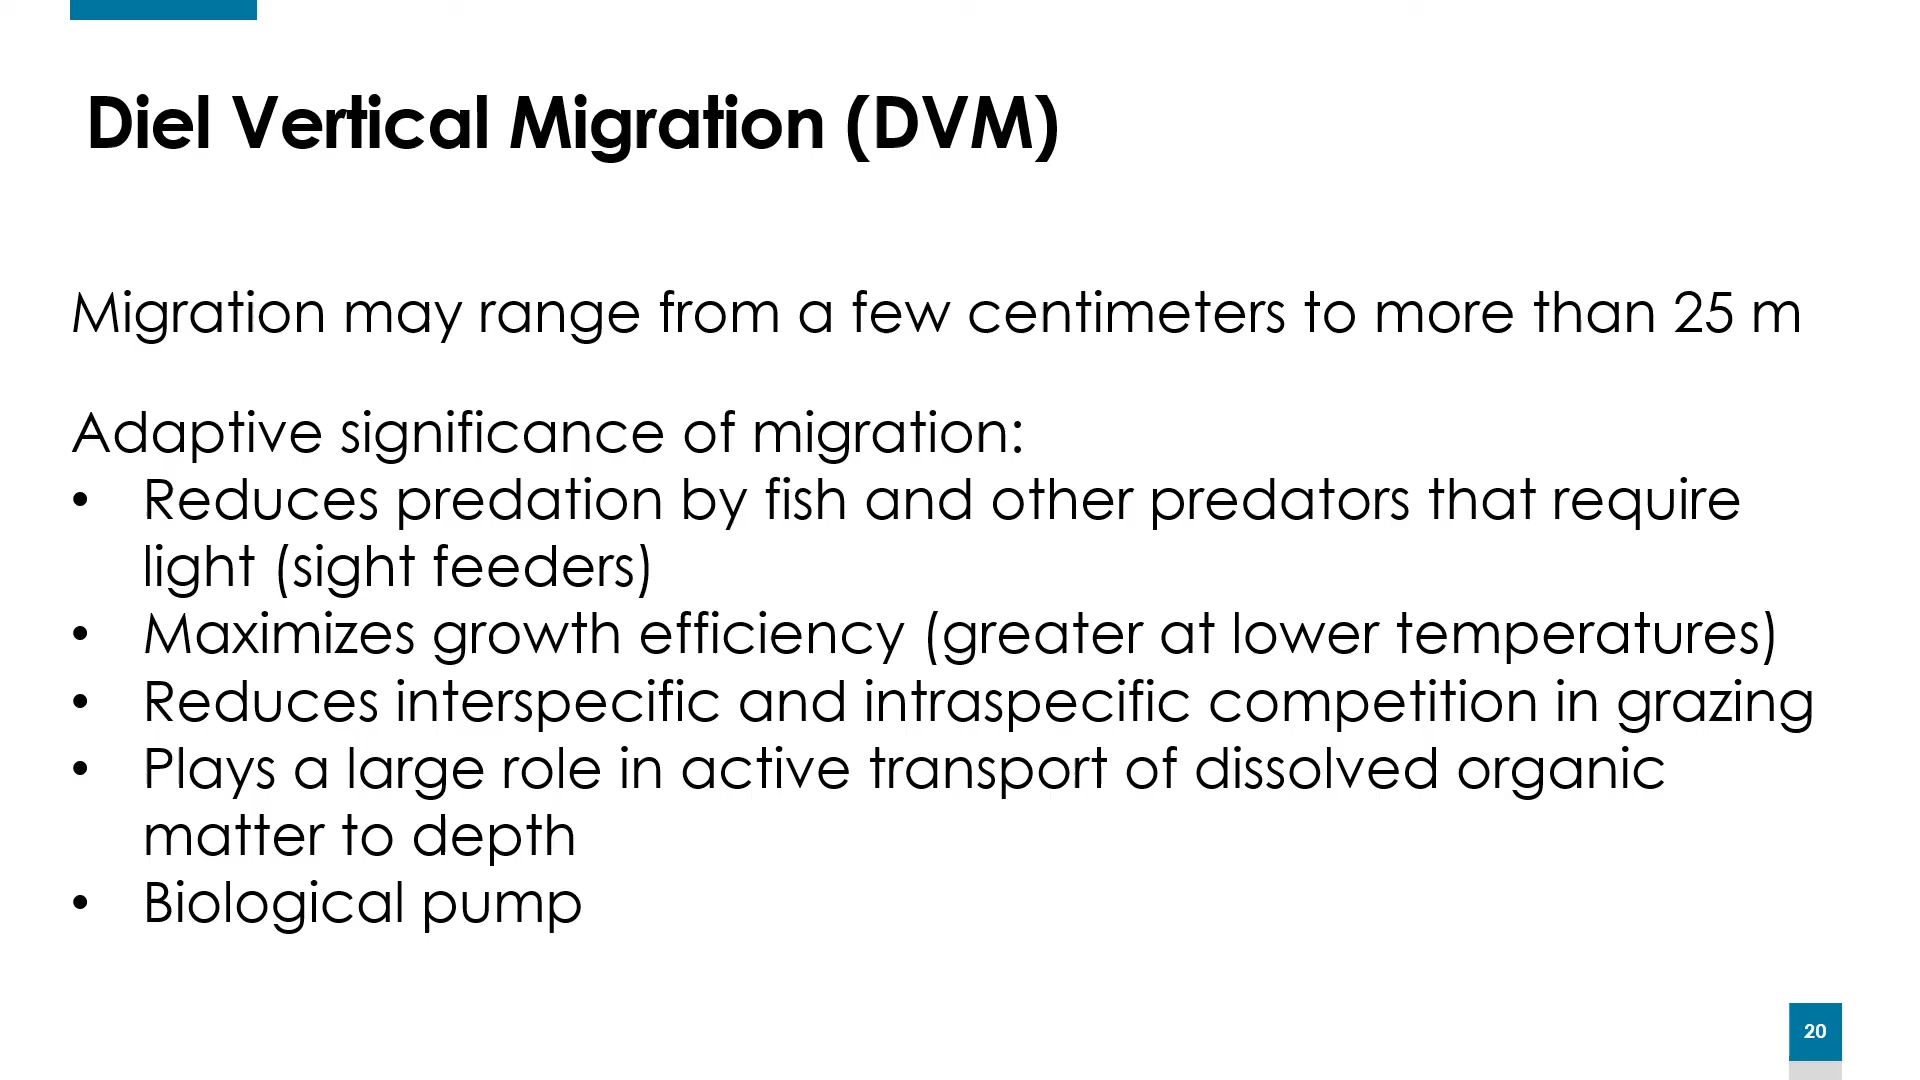 Diel Vertical Migration (DVM)
Migration may range from a few centimeters to more than 25 m
Adaptive significance of migration:
• Reduces predation by fish and other predators that require
light (sight feeders)
• Maximizes growth efficiency (greater at lower temperatures)
• Reduces interspecific and intraspecific competition in grazing
• Plays a large role in active transport of dissolved organic
matter to depth
• Biological pump
20